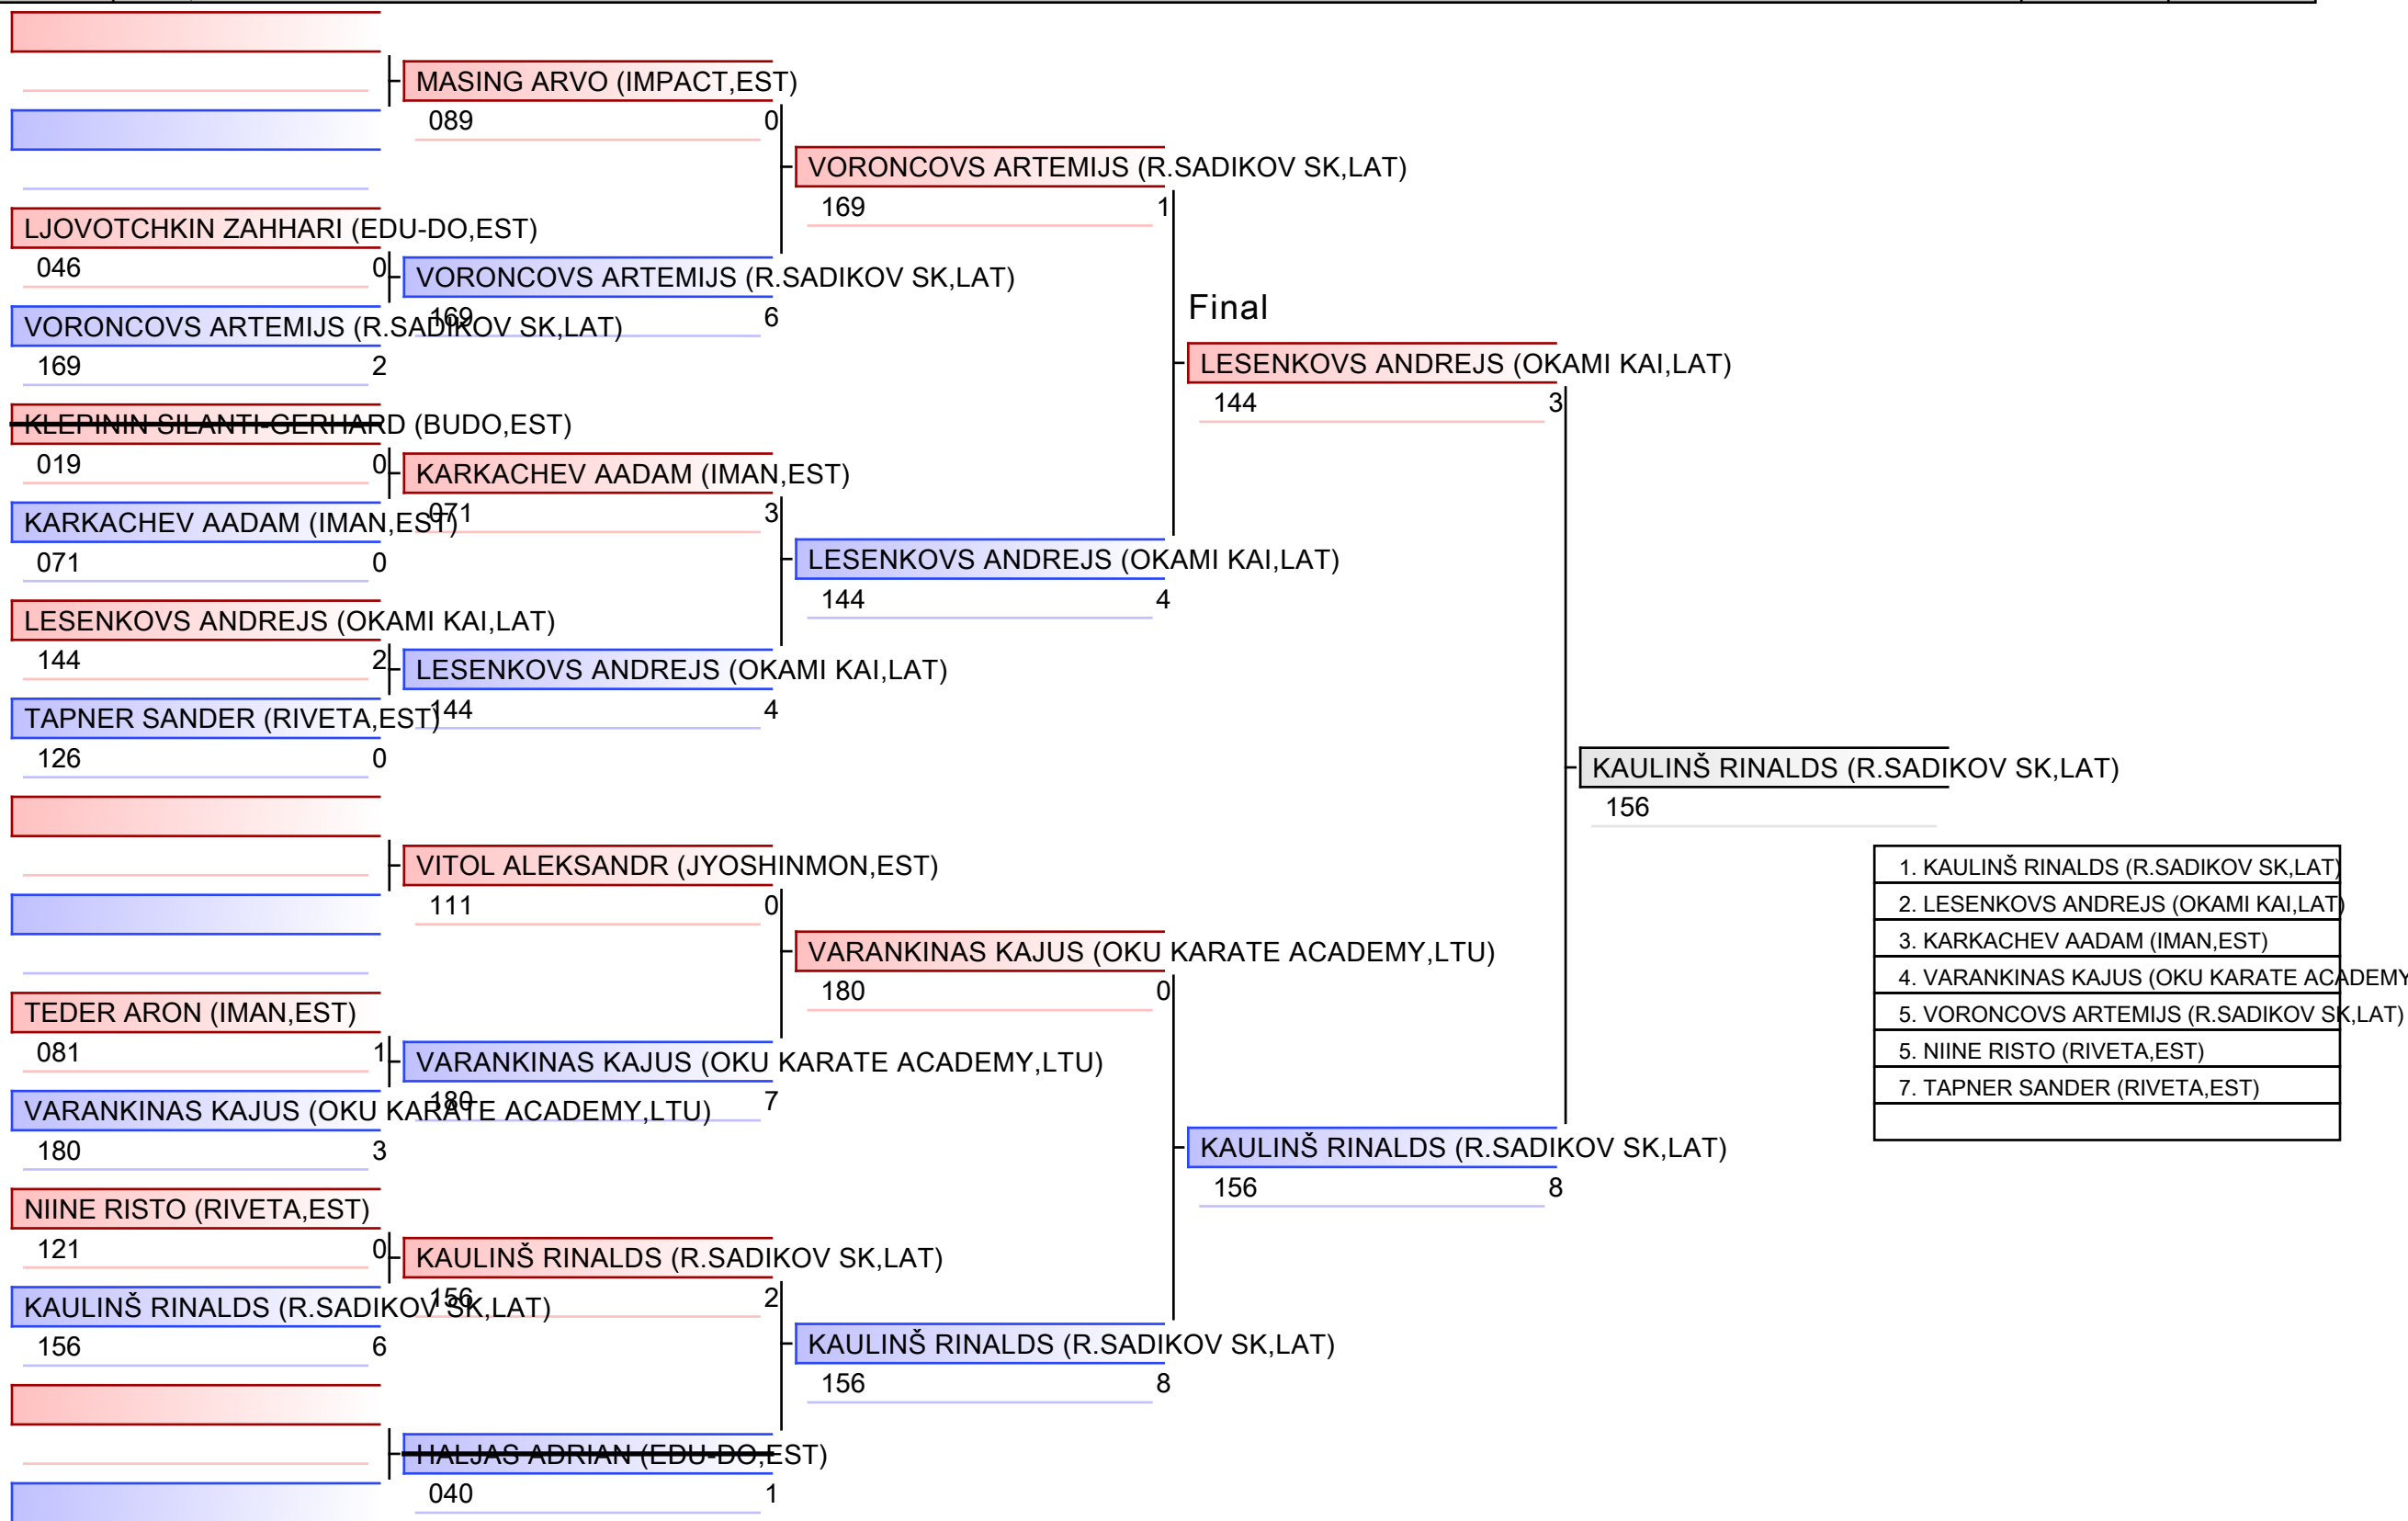 MASING ARVO (IMPACT,EST)
089 0
VORONCOVS ARTEMIJS (R.SADIKOV SK,LAT)
169 1
LJOVOTCHKIN ZAHHARI (EDU-DO,EST)
046 0
VORONCOVS ARTEMIJS (R.SADIKOV SK,LAT)
169 6
Final
VORONCOVS ARTEMIJS (R.SADIKOV SK,LAT)
169 2
LESENKOVS ANDREJS (OKAMI KAI,LAT)
144 3
KLEPININ SILANTI-GERHARD (BUDO,EST)
019 0
KARKACHEV AADAM (IMAN,EST)
071 3
KARKACHEV AADAM (IMAN,EST)
071 0
LESENKOVS ANDREJS (OKAMI KAI,LAT)
144 4
LESENKOVS ANDREJS (OKAMI KAI,LAT)
144 2
LESENKOVS ANDREJS (OKAMI KAI,LAT)
144 4
TAPNER SANDER (RIVETA,EST)
126 0
KAULINŠ RINALDS (R.SADIKOV SK,LAT)
156
VITOL ALEKSANDR (JYOSHINMON,EST)
111 0
1. KAULINŠ RINALDS (R.SADIKOV SK,LAT)
2. LESENKOVS ANDREJS (OKAMI KAI,LAT)
3. KARKACHEV AADAM (IMAN,EST)
4. VARANKINAS KAJUS (OKU KARATE ACADEMY
5. VORONCOVS ARTEMIJS (R.SADIKOV SK,LAT)
5. NIINE RISTO (RIVETA,EST)
7. TAPNER SANDER (RIVETA,EST)
VARANKINAS KAJUS (OKU KARATE ACADEMY,LTU)
180 0
TEDER ARON (IMAN,EST)
081 1
VARANKINAS KAJUS (OKU KARATE ACADEMY,LTU)
180 7
VARANKINAS KAJUS (OKU KARATE ACADEMY,LTU)
180 3
KAULINŠ RINALDS (R.SADIKOV SK,LAT)
156 8
NIINE RISTO (RIVETA,EST)
121 0
KAULINŠ RINALDS (R.SADIKOV SK,LAT)
156 2
KAULINŠ RINALDS (R.SADIKOV SK,LAT)
156 6
KAULINŠ RINALDS (R.SADIKOV SK,LAT)
156 8
HALJAS ADRIAN (EDU-DO,EST)
040 1